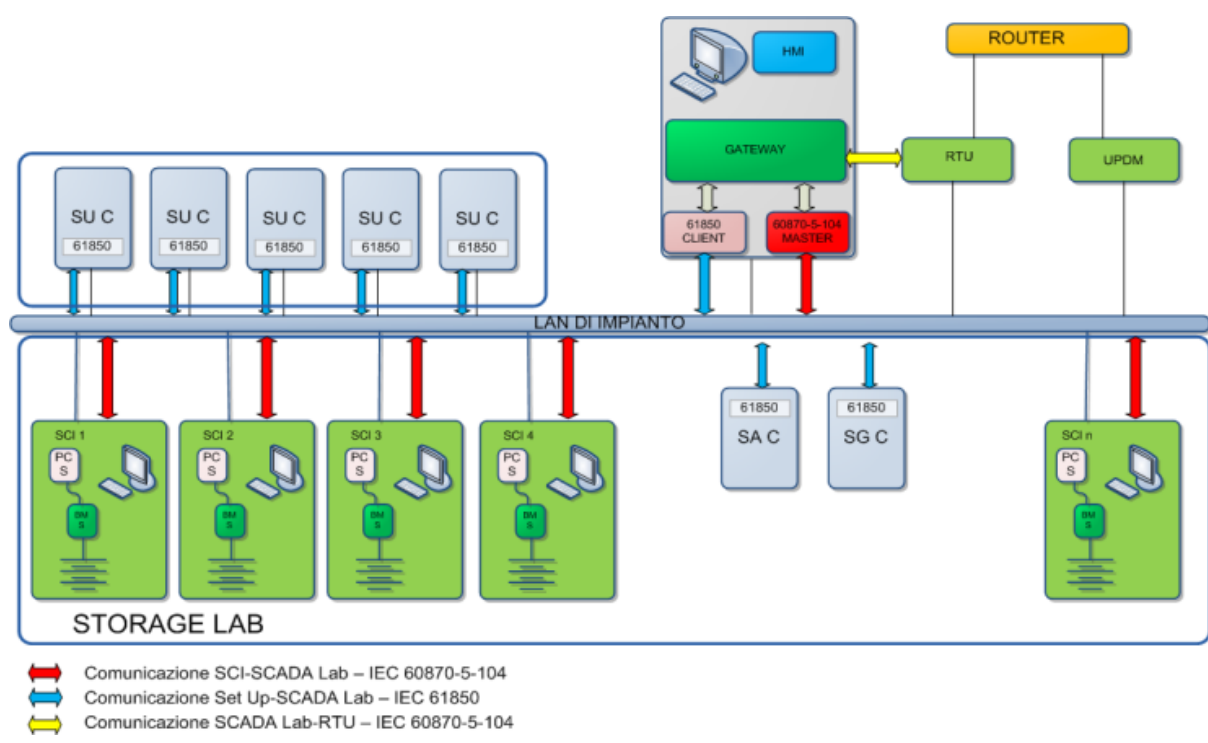 HMI
ROUTER
GATEWAY
RTU
UPDM
SU C
61850
SU C
61850
SU C
61850
SU C
61850
SU C
61850
61850
CLIENT
60870-5-104
MASTER
LAN DI IMPIANTO
61850
SA C
61850
SG C
SCI 1
PC
S
BM
S
SCI 2
PC
S
BM
S
SCI 3
PC
S
BM
S
SCI 4
PC
S
BM
S
SCI n
PC
S
BM
S
STORAGE LAB
Comunicazione SCI-SCADA Lab – IEC 60870-5-104
Comunicazione Set Up-SCADA Lab – IEC 61850
Comunicazione SCADA Lab-RTU – IEC 60870-5-104